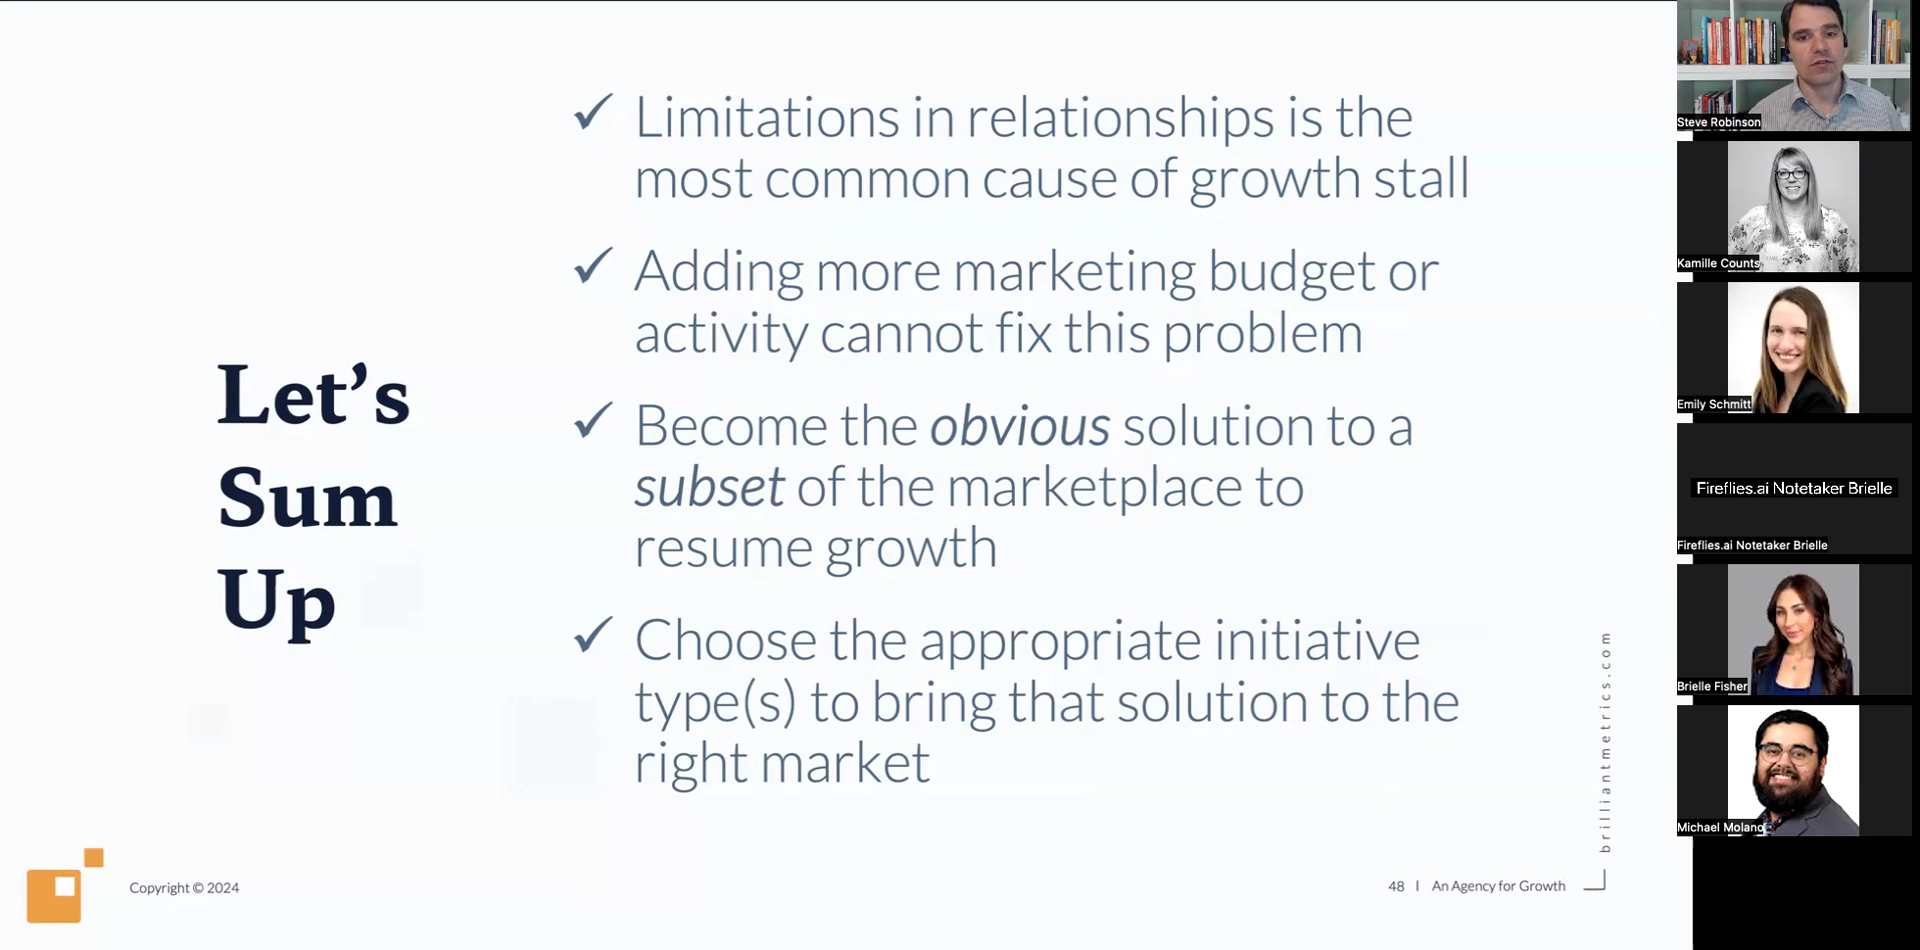 Let's
Sum
Up
✓ Limitations in relationships is the
most common cause of growth stall
✓ Adding more marketing budget or
activity cannot fix this problem
✓ Become the obvious solution to a
subset of the marketplace to
resume growth
✓ Choose the appropriate initiative
type(s) to bring that solution to the
right market
brilliantmetrics.com
Copyright © 2024
48 | An Agency for Growth
Steve Robinson
Kamille Counts
Emily Schmitt
Fireflies.ai Notetaker Brielle
Fireflies.ai Notetaker Brielle
Brielle Fisher
Michael Molano